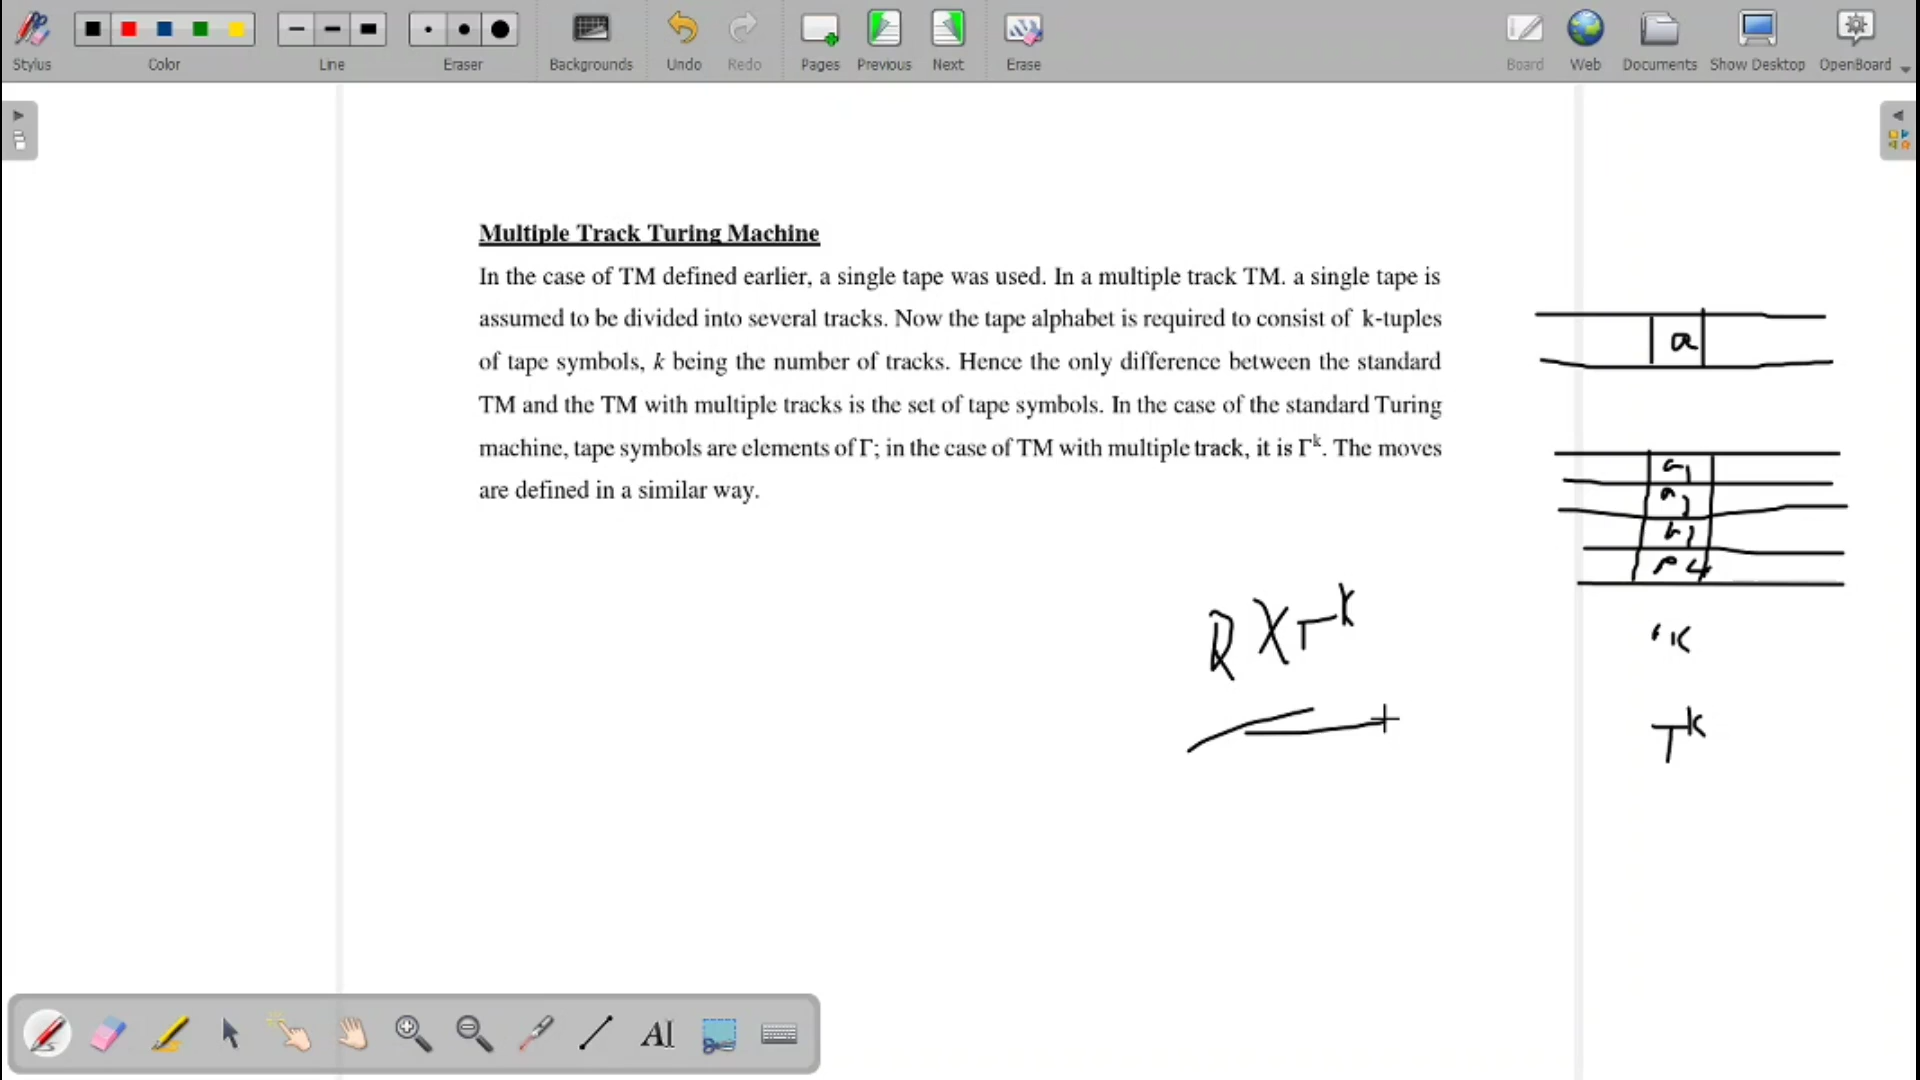 Stylus Color Line Eraser Backgrounds Undo Redo Pages Previous Next Erase Board Web Documents Show Desktop OpenBoard
Multiple Track Turing Machine
In the case of TM defined earlier, a single tape was used. In a multiple track TM. a single tape is
assumed to be divided into several tracks. Now the tape alphabet is required to consist of k-tuples
of tape symbols, k being the number of tracks. Hence the only difference between the standard
TM and the TM with multiple tracks is the set of tape symbols. In the case of the standard Turing
machine, tape symbols are elements of Γ; in the case of TM with multiple track, it is Γᵏ. The moves
are defined in a similar way.
a
a1
a2
4
Q X Γᵏ
K
Γᵏ
AI